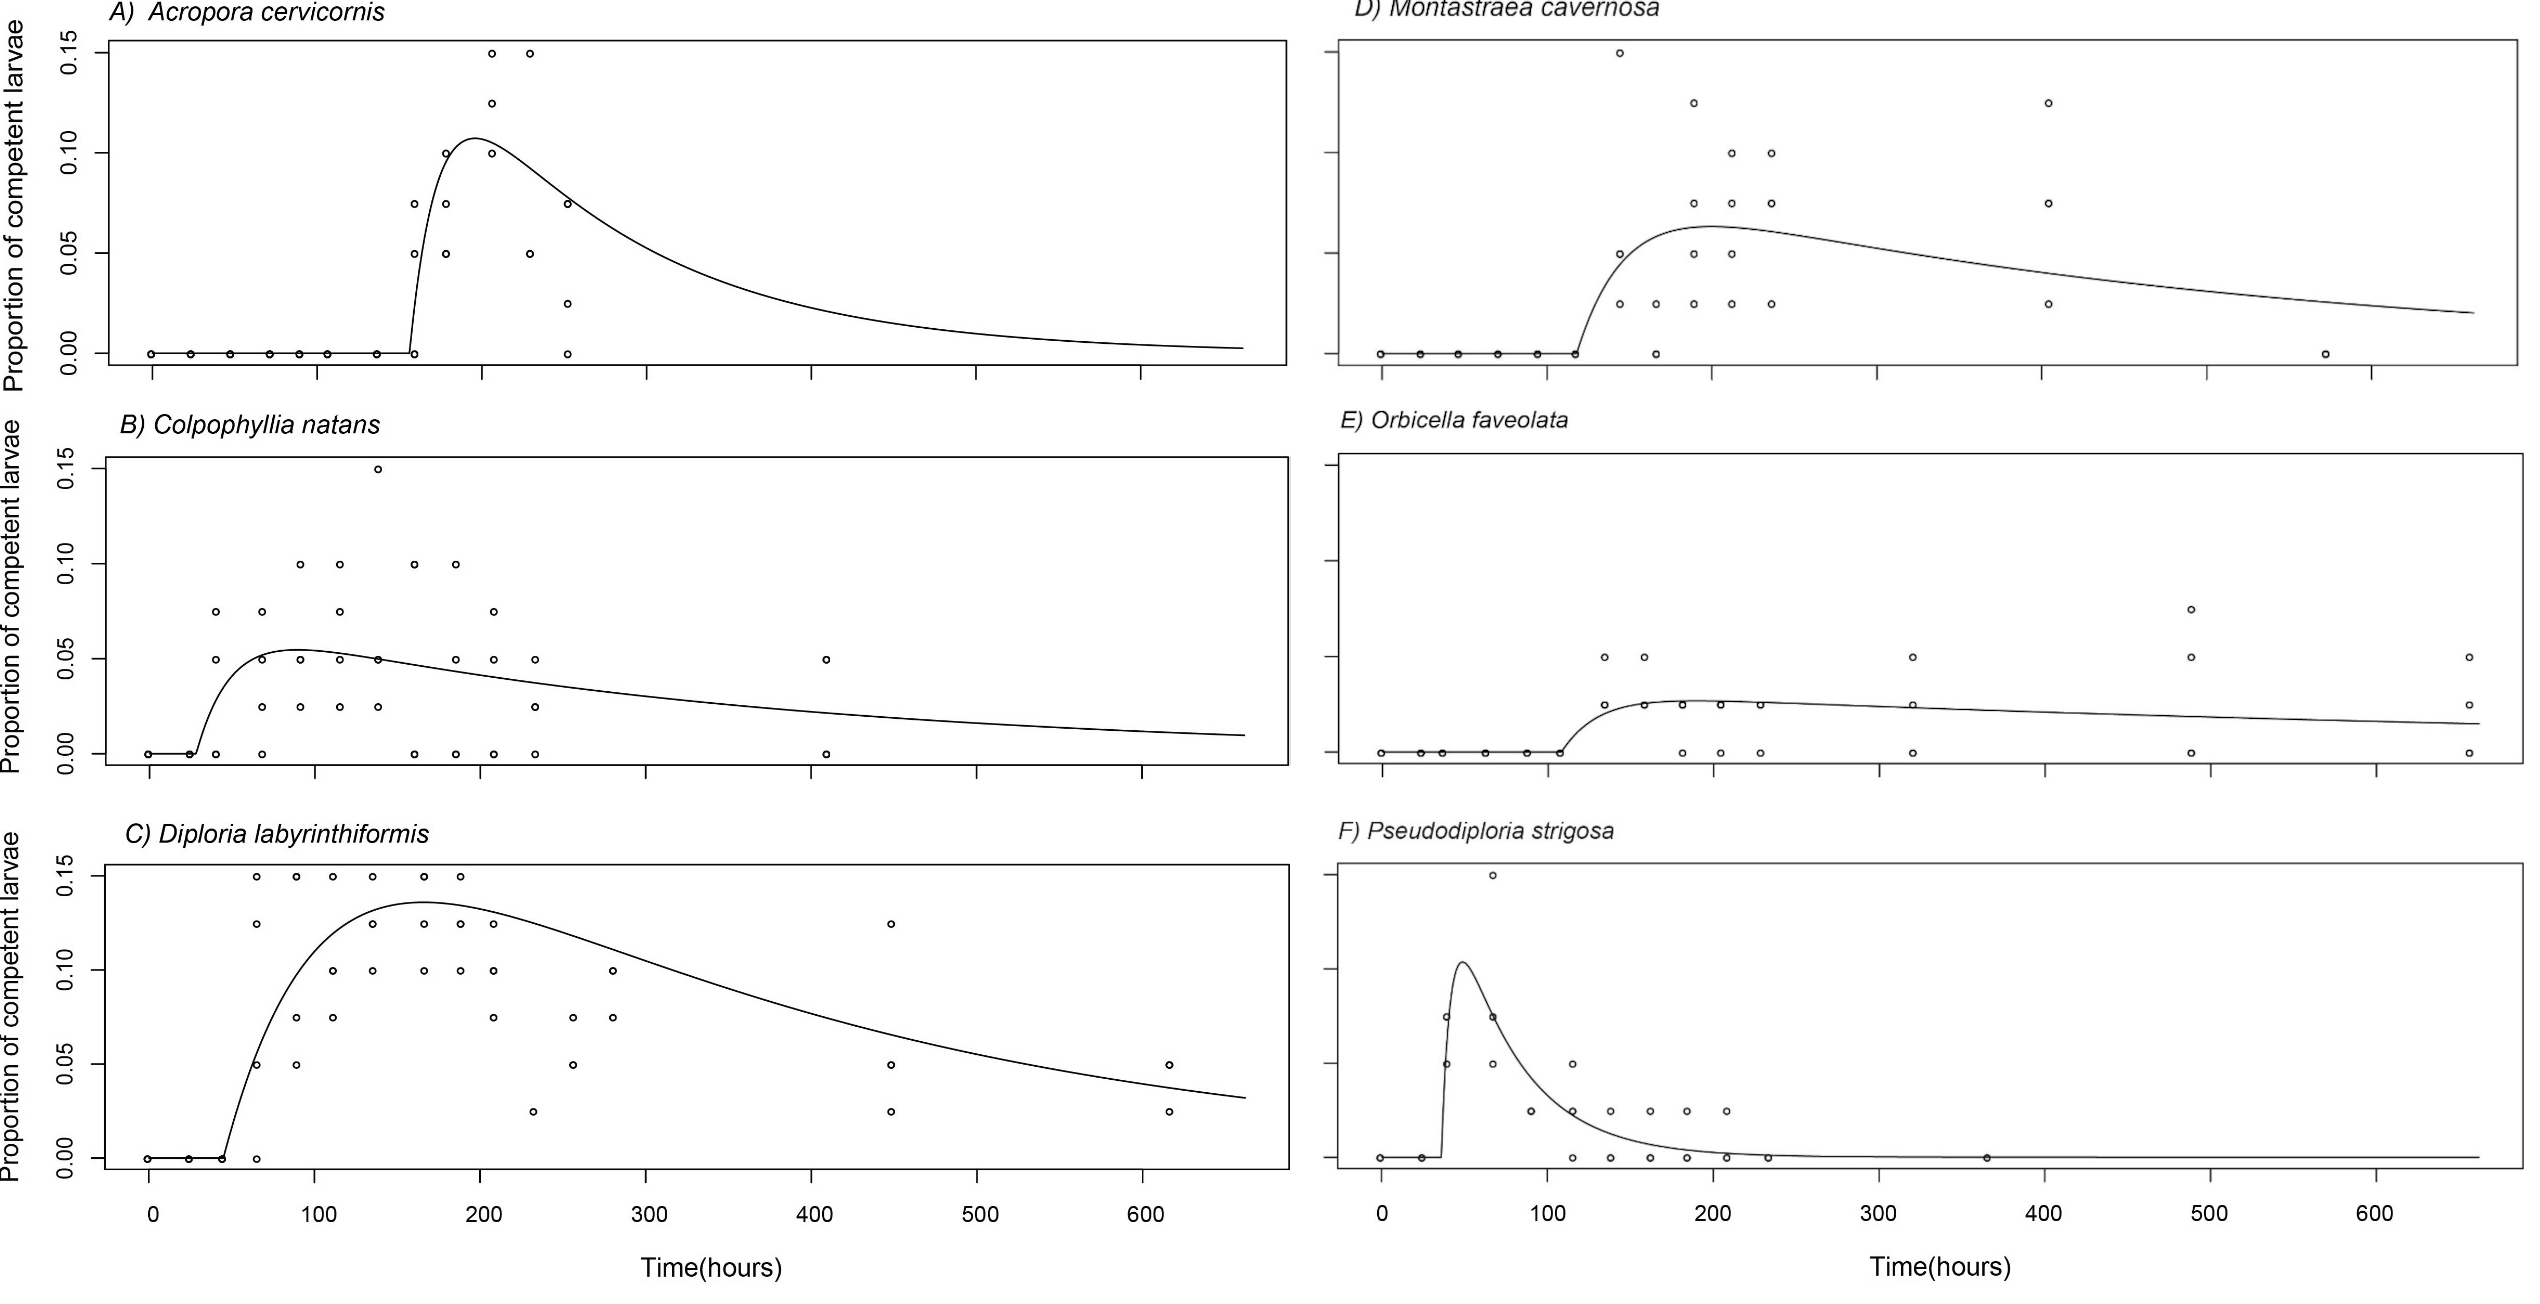 A) Acropora cervicornis
Proportion of competent larvae
0.15
0.10
0.05
0.00
D) Montastraea cavernosa
B) Colpophyllia natans
Proportion of competent larvae
0.15
0.10
0.05
0.00
E) Orbicella faveolata
C) Diploria labyrinthiformis
Proportion of competent larvae
0.15
0.10
0.05
0.00
0 100 200 300 400 500 600
Time(hours)
F) Pseudodiploria strigosa
0 100 200 300 400 500 600
Time(hours)